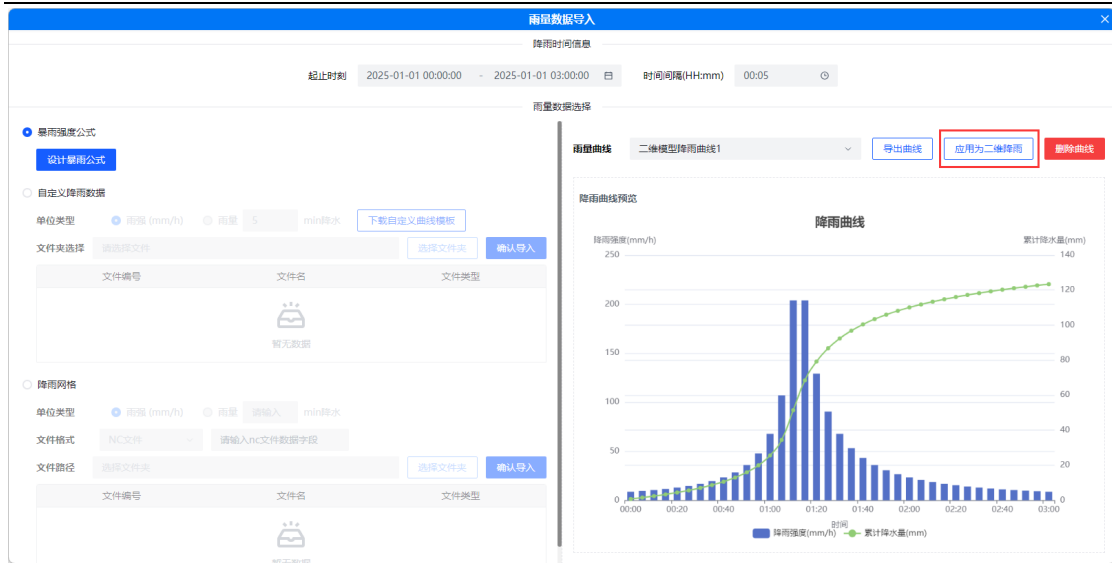 雨量数据导入
降雨时间信息
起止时刻 2025-01-01 00:00:00 - 2025-01-01 03:00:00 时间间隔(HH:mm) 00:05
雨量数据选择
暴雨强度公式
设计暴雨公式
自定义降雨数据
单位类型 雨强 (mm/h) 雨量 5 min降水 下载自定义曲线模板
文件夹选择 请选择文件 选择文件夹 确认导入
文件编号 文件名 文件类型
暂无数据
降雨网格
单位类型 雨强 (mm/h) 雨量 请输入 min降水
文件格式 NC文件 请输入nc文件数据字段
文件路径 选择文件夹 选择文件夹 确认导入
文件编号 文件名 文件类型
暂无数据
雨量曲线 二维模型降雨曲线1 导出曲线 应用为二维降雨 删除曲线
降雨曲线预览
降雨曲线
降雨强度(mm/h) 累计降水量(mm)
250 140
120
200
100
150
80
100
60
40
50
20
0 0
00:00 00:20 00:40 01:00 01:20 01:40 02:00 02:20 02:40 03:00
时间
降雨强度(mm/h) 累计降水量(mm)